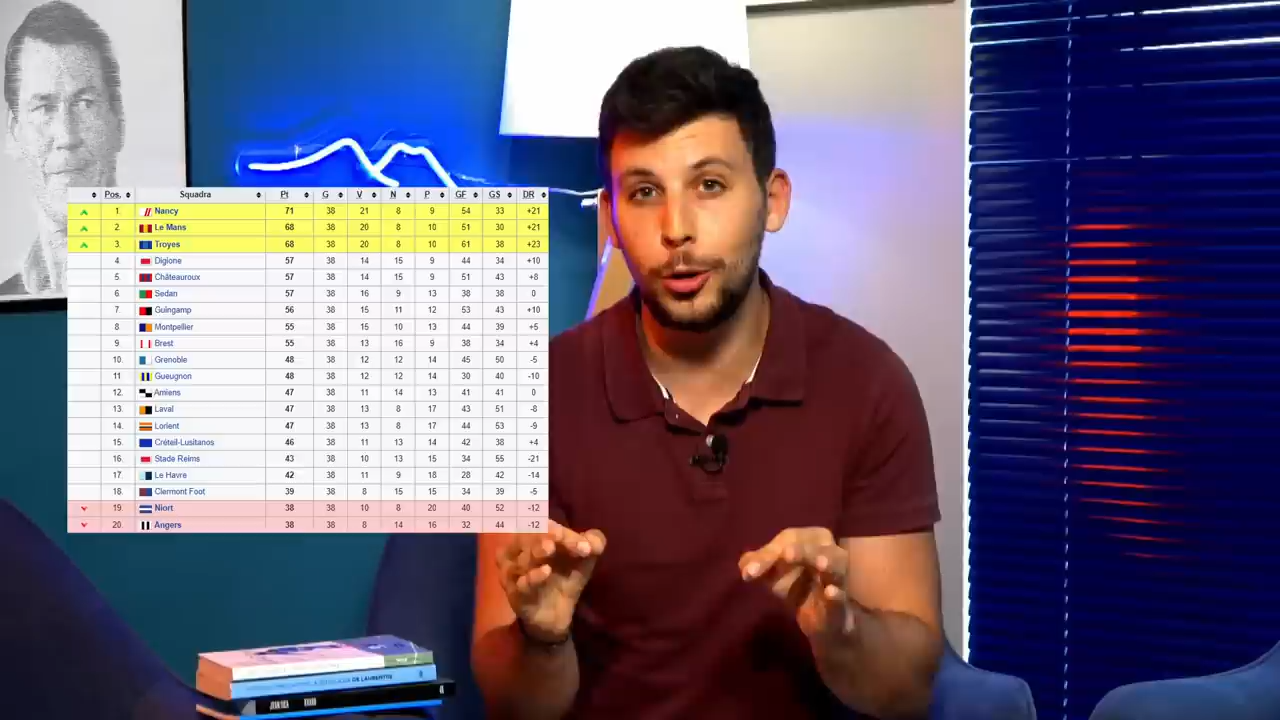 Pos. Squadra Pt G V N P GF GS DR
1. Nancy 71 38 21 8 9 54 33 +21
2. Le Mans 68 38 20 8 10 51 30 +21
3. Troyes 68 38 20 8 10 61 38 +23
4. Digione 57 38 14 15 9 44 34 +10
5. Châteauroux 57 38 14 15 9 51 43 +8
6. Sedan 57 38 16 9 13 38 38 0
7. Guingamp 56 38 15 11 12 53 43 +10
8 Montpellier 55 38 15 10 13 44 39 +5
9. Brest 55 38 13 16 9 38 34 +4
10. Grenoble 48 38 12 12 14 45 50 -5
11 Gueugnon 48 38 12 12 14 30 40 -10
12. Amiens 47 38 11 14 13 41 41 0
13. Laval 47 38 13 8 17 43 51 -8
14. Lorient 47 38 13 8 17 44 53 -9
15. Créteil-Lusitanos 46 38 11 13 14 42 38 +4
16. Stade Reims 43 38 10 13 15 34 55 -21
17. Le Havre 42 38 11 9 18 28 42 -14
18. Clermont Foot 39 38 8 15 15 34 39 -5
19. Niort 38 38 10 8 20 40 52 -12
20. Angers 38 38 8 14 16 32 44 -12